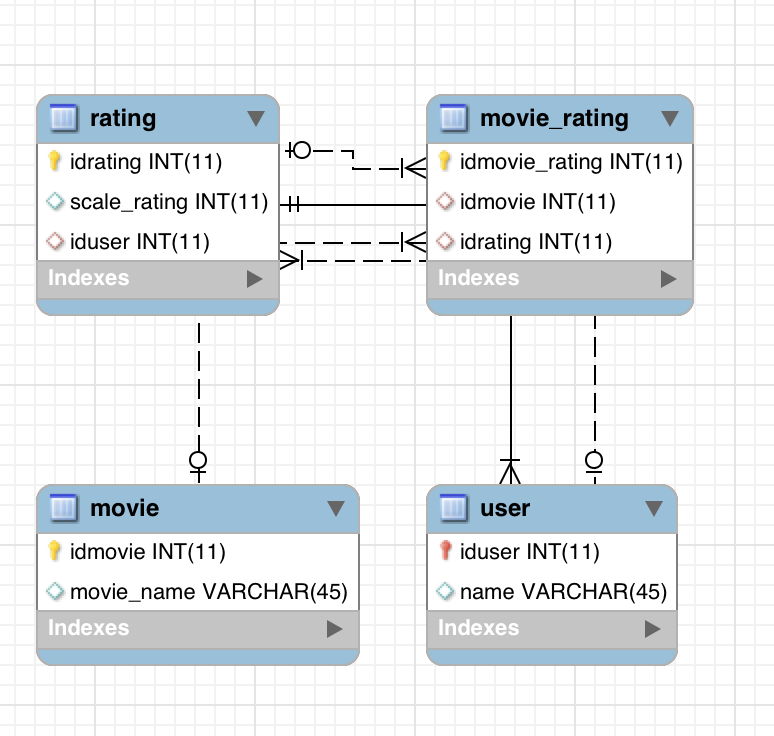 rating
idrating INT(11)
scale_rating INT(11)
iduser INT(11)
Indexes
movie_rating
idmovie_rating INT(11)
idmovie INT(11)
idrating INT(11)
Indexes
movie
idmovie INT(11)
movie_name VARCHAR(45)
Indexes
user
iduser INT(11)
name VARCHAR(45)
Indexes